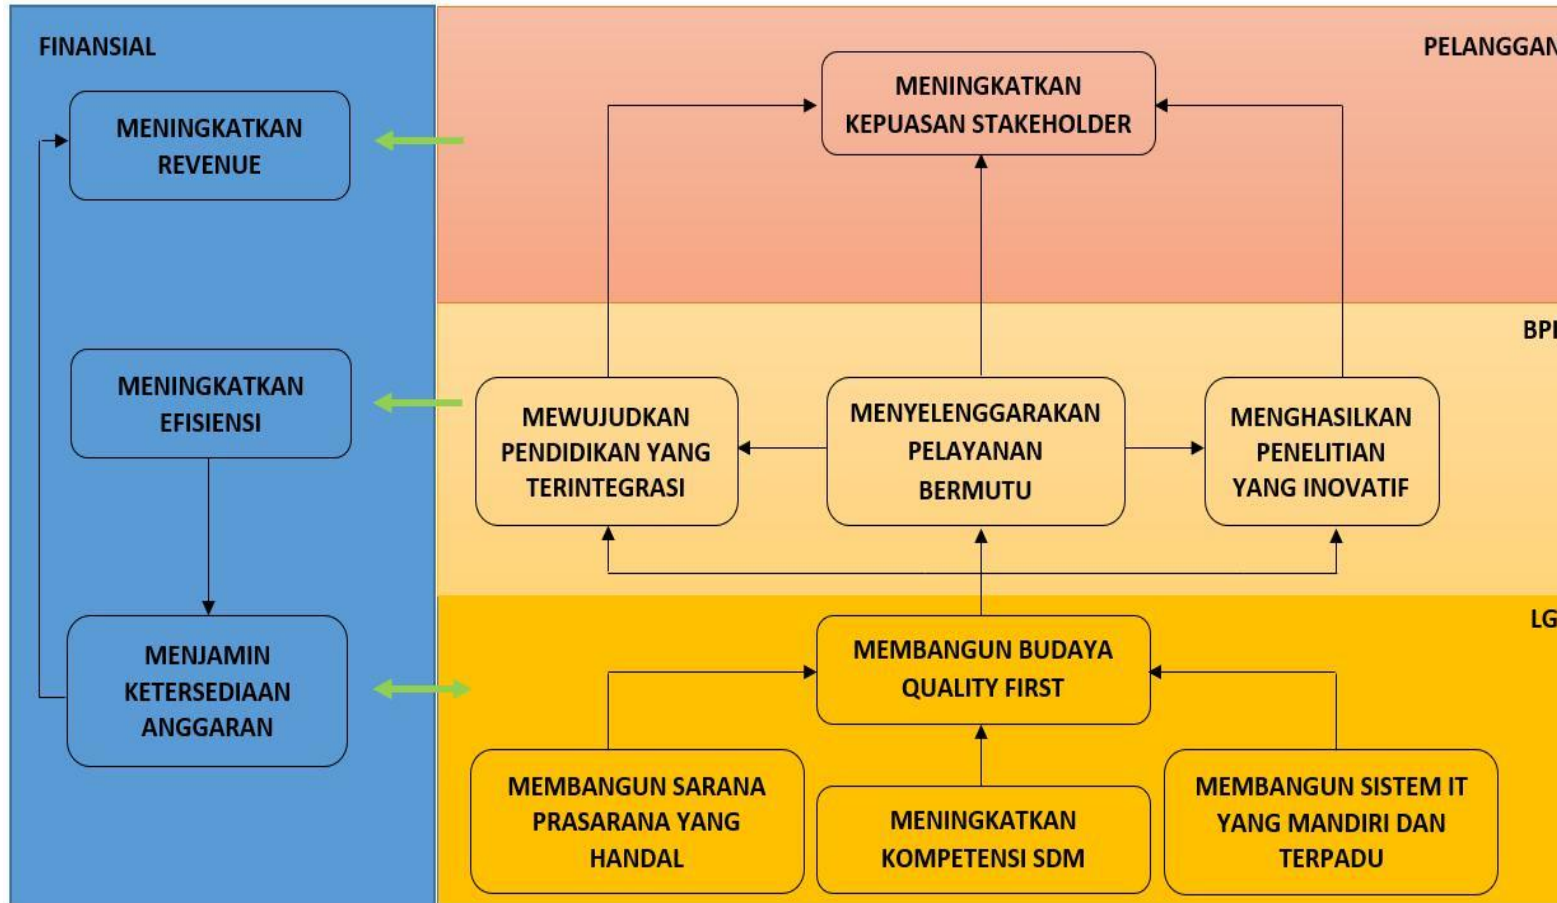 FINANSIAL
MENINGKATKAN
REVENUE
MENINGKATKAN
EFISIENSI
MENJAMIN
KETERSEDIAAN
ANGGARAN
PELANGGAN
MENINGKATKAN
KEPUASAN STAKEHOLDER
MEWUJUDKAN
PENDIDIKAN YANG
TERINTEGRASI
MENYELENGGARAKAN
PELAYANAN
BERMUTU
MENGHASILKAN
PENELITIAN
YANG INOVATIF
MEMBANGUN BUDAYA
QUALITY FIRST
MEMBANGUN SARANA
PRASARANA YANG
HANDAL
MENINGKATKAN
KOMPETENSI SDM
MEMBANGUN SISTEM IT
YANG MANDIRI DAN
TERPADU